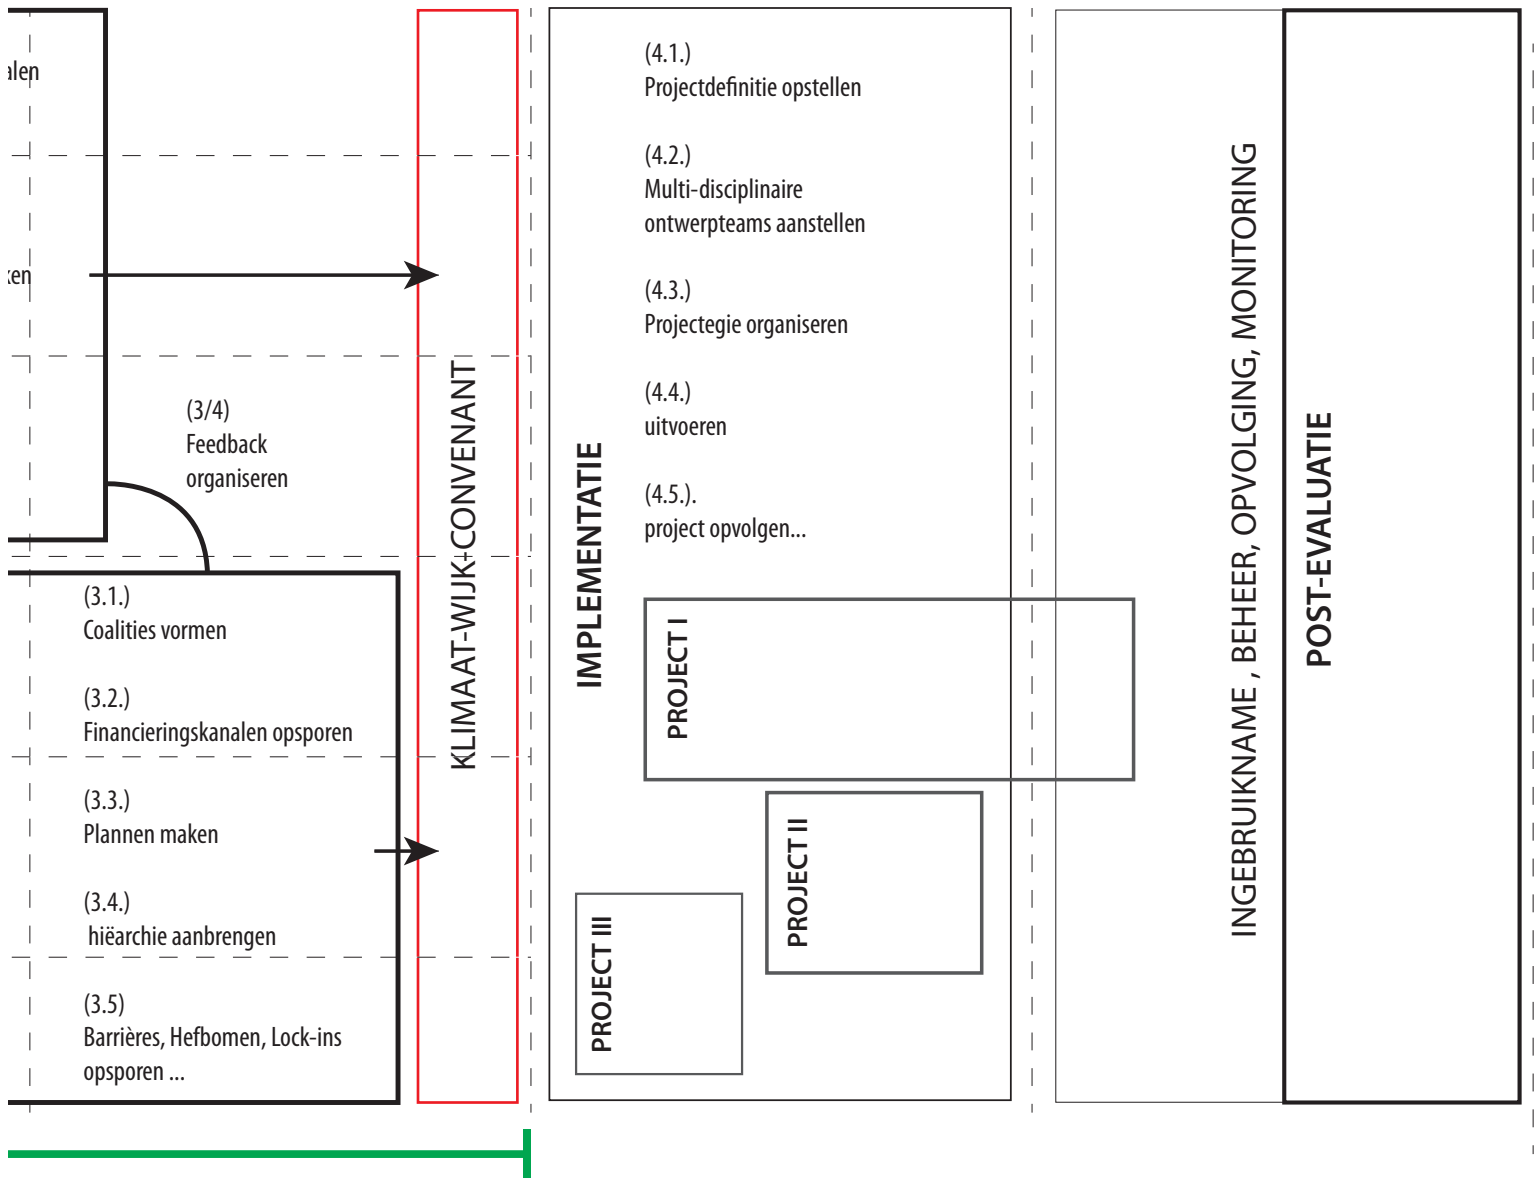 (3/4)
Feedback
organiseren
(3.1.)
Coalities vormen
(3.2.)
Financieringskanalen opsporen
(3.3.)
Plannen maken
(3.4.)
hiëarchie aanbrengen
(3.5)
Barrières, Hefbomen, Lock-ins
opsporen ...
KLIMAAT-WIJK-CONVENANT
IMPLEMENTATIE
(4.1.)
Projectdefinitie opstellen
(4.2.)
Multi-disciplinaire
ontwerpteams aanstellen
(4.3.)
Projectegie organiseren
(4.4.)
uitvoeren
(4.5.).
project opvolgen...
PROJECT I
PROJECT II
PROJECT III
INGEBRUIKNAME , BEHEER, OPVOLGING, MONITORING
POST-EVALUATIE